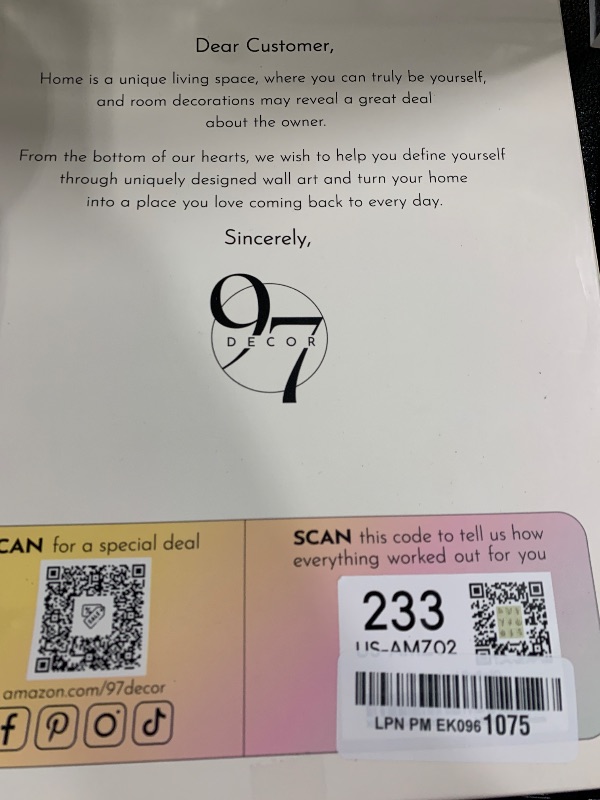 Dear Customer,
Home is a unique living space, where you can truly be yourself,
and room decorations may reveal a great deal
about the owner.
From the bottom of our hearts, we wish to help you define yourself
through uniquely designed wall art and turn your home
into a place you love coming back to every day.
Sincerely,
97
DECOR
CAN for a special deal
amazon.com/97decor
SCAN this code to tell us how
everything worked out for you
233
US-AMZ02
LPN PM EK0961075